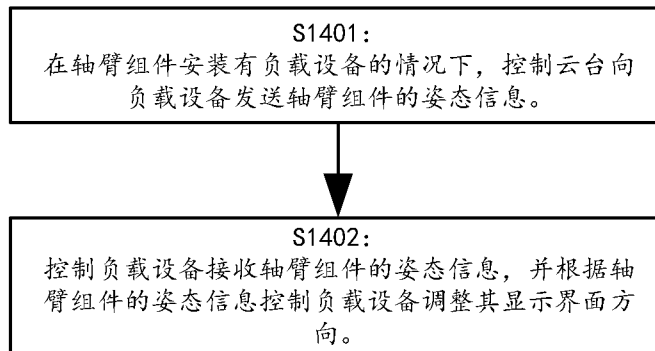 S1401：
在轴臂组件安装有负载设备的情况下，控制云台向
负载设备发送轴臂组件的姿态信息。
S1402：
控制负载设备接收轴臂组件的姿态信息，并根据轴
臂组件的姿态信息控制负载设备调整其显示界面方
向。